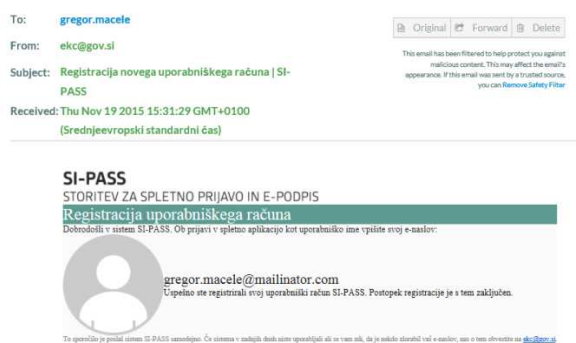 To: gregor.macele
Original Forward Delete
From: ekc@gov.si
This email has been filtered to help protect you against
malicious content. This may affect the email's
appearance. If this email was sent by a trusted source,
you can Remove Safety Filter
Subject: Registracija novega uporabniškega računa | SI-
PASS
Received: Thu Nov 19 2015 15:31:29 GMT+0100
(Srednjeevropski standardni čas)
SI-PASS
STORITEV ZA SPLETNO PRIJAVO IN E-PODPIS
Registracija uporabniškega računa
Dobrodošli v sistem SI-PASS. Ob prijavi v spletno aplikacijo kot uporabniško ime vpišite svoj e-naslov:
gregor.macele@mailinator.com
Uspešno ste registrirali svoj uporabniški račun SI-PASS. Postopek registracije je s tem zaključen.
To sporočilo je poslal sistem SI-PASS samodejno. Če sistema v zadnjih dneh niste uporabljali ali se vam zdi, da je nekdo zlorabil vaš e-naslov, nas o tem obvestite na ekc@gov.si.